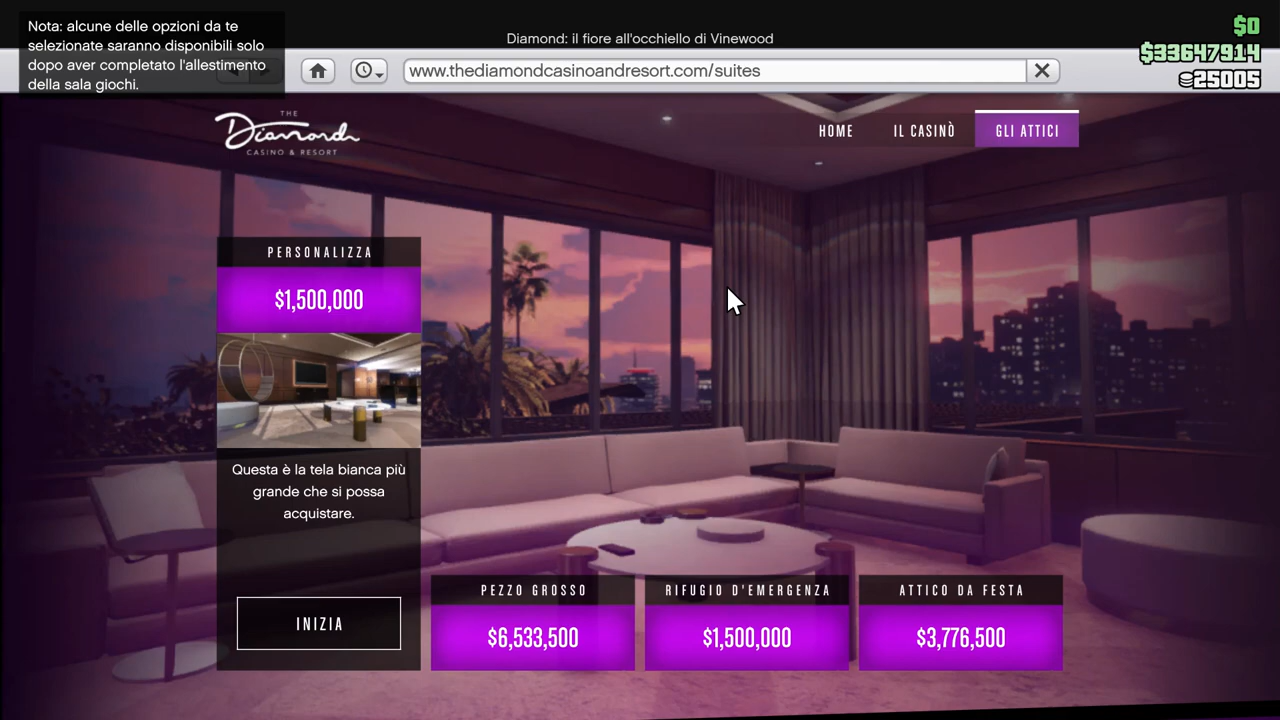 Nota: alcune delle opzioni da te
selezionate saranno disponibili solo
dopo aver completato l'allestimento
della sala giochi.
Diamond: il fiore all'occhiello di Vinewood
$0
$33647914
25005
www.thediamondcasinoandresort.com/suites
THE
Diamond
CASINO & RESORT
HOME
IL CASINÒ
GLI ATTICI
PERSONALIZZA
$1,500,000
Questa è la tela bianca più
grande che si possa
acquistare.
INIZIA
PEZZO GROSSO
$6,533,500
RIFUGIO D'EMERGENZA
$1,500,000
ATTICO DA FESTA
$3,776,500